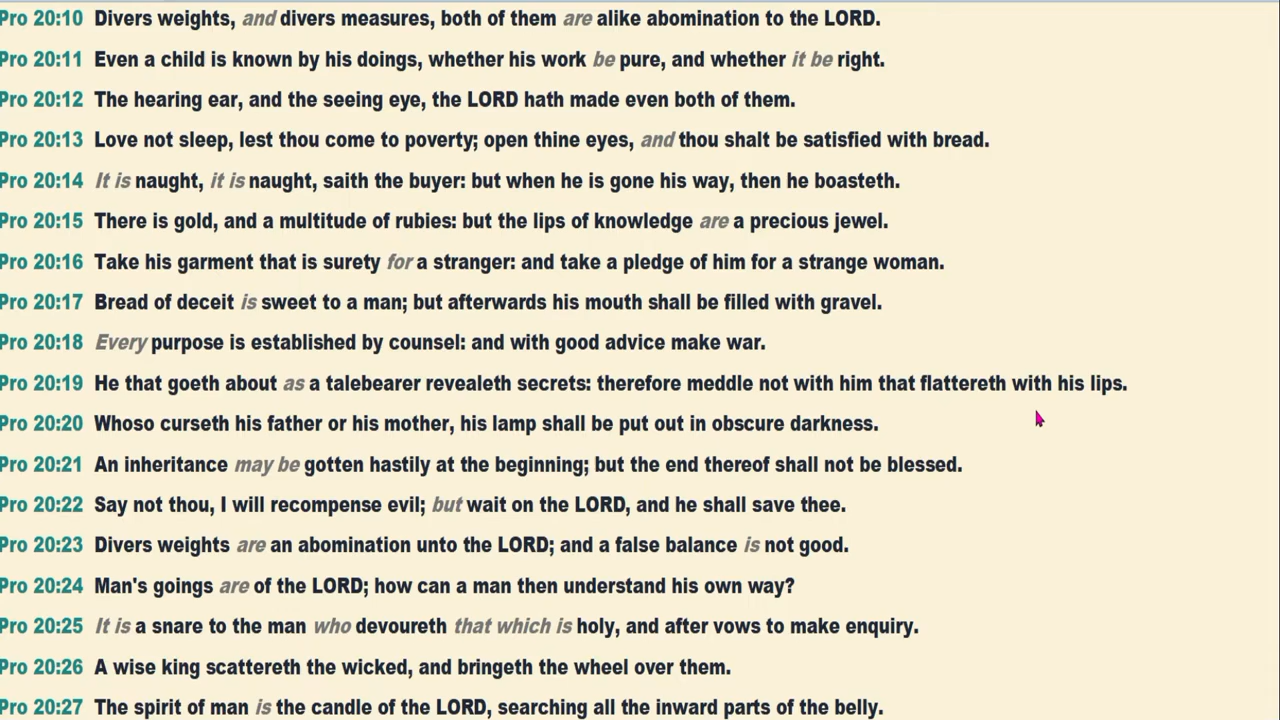 Pro 20:10 Divers weights, and divers measures, both of them are alike abomination to the LORD.
Pro 20:11 Even a child is known by his doings, whether his work be pure, and whether it be right.
Pro 20:12 The hearing ear, and the seeing eye, the LORD hath made even both of them.
Pro 20:13 Love not sleep, lest thou come to poverty; open thine eyes, and thou shalt be satisfied with bread.
Pro 20:14 It is naught, it is naught, saith the buyer: but when he is gone his way, then he boasteth.
Pro 20:15 There is gold, and a multitude of rubies: but the lips of knowledge are a precious jewel.
Pro 20:16 Take his garment that is surety for a stranger: and take a pledge of him for a strange woman.
Pro 20:17 Bread of deceit is sweet to a man; but afterwards his mouth shall be filled with gravel.
Pro 20:18 Every purpose is established by counsel: and with good advice make war.
Pro 20:19 He that goeth about as a talebearer revealeth secrets: therefore meddle not with him that flattereth with his lips.
Pro 20:20 Whoso curseth his father or his mother, his lamp shall be put out in obscure darkness.
Pro 20:21 An inheritance may be gotten hastily at the beginning; but the end thereof shall not be blessed.
Pro 20:22 Say not thou, I will recompense evil; but wait on the LORD, and he shall save thee.
Pro 20:23 Divers weights are an abomination unto the LORD; and a false balance is not good.
Pro 20:24 Man's goings are of the LORD; how can a man then understand his own way?
Pro 20:25 It is a snare to the man who devoureth that which is holy, and after vows to make enquiry.
Pro 20:26 A wise king scattereth the wicked, and bringeth the wheel over them.
Pro 20:27 The spirit of man is the candle of the LORD, searching all the inward parts of the belly.